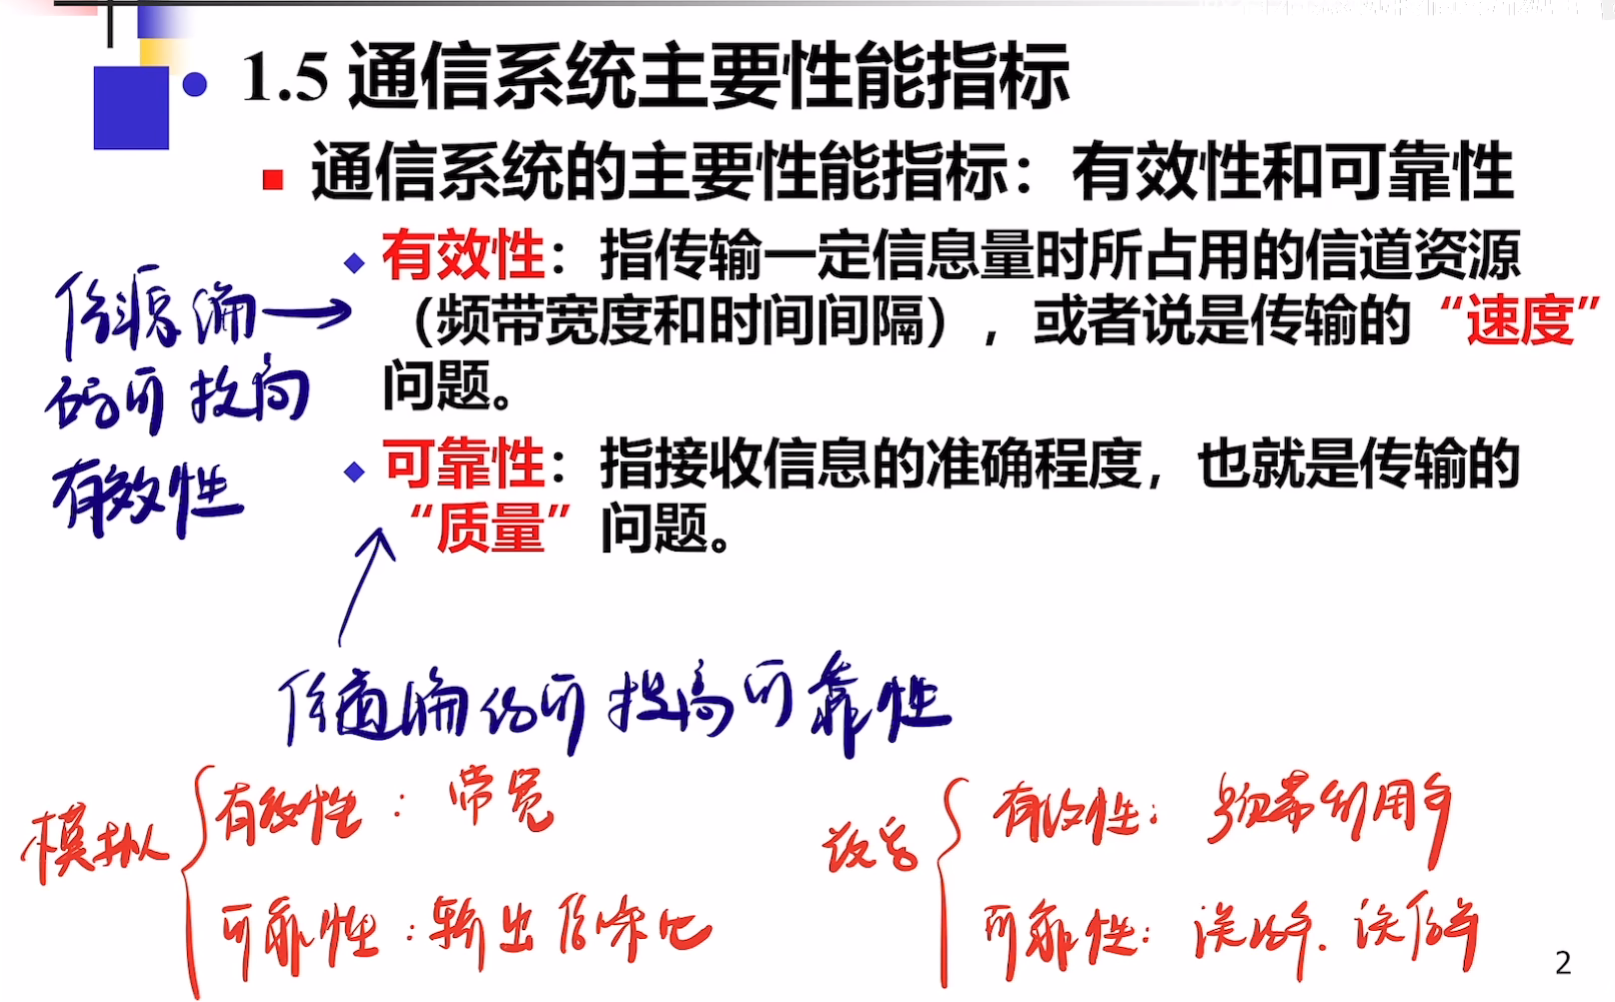 1.5 通信系统主要性能指标
通信系统的主要性能指标：有效性和可靠性
有效性：指传输一定信息量时所占用的信道资源
（频带宽度和时间间隔），或者说是传输的“速度”
问题。
可靠性：指接收信息的准确程度，也就是传输的
“质量”问题。
信源编
码可提高
有效性
信道编码可提高可靠性
模拟
有效性：带宽
可靠性：输出信噪比
数字
有效性：频带利用率
可靠性：误码率．误信率
2